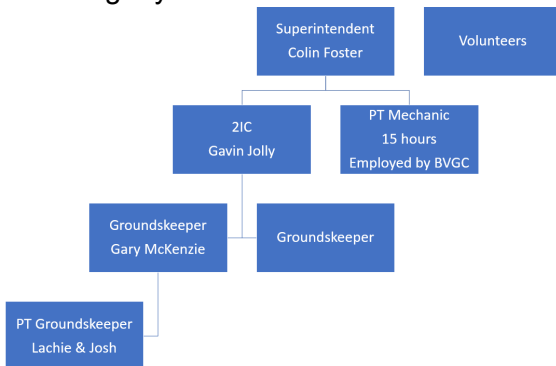 Superintendent
Colin Foster
Volunteers
2IC
Gavin Jolly
PT Mechanic
15 hours
Employed by BVGC
Groundskeeper
Gary McKenzie
Groundskeeper
PT Groundskeeper
Lachie & Josh